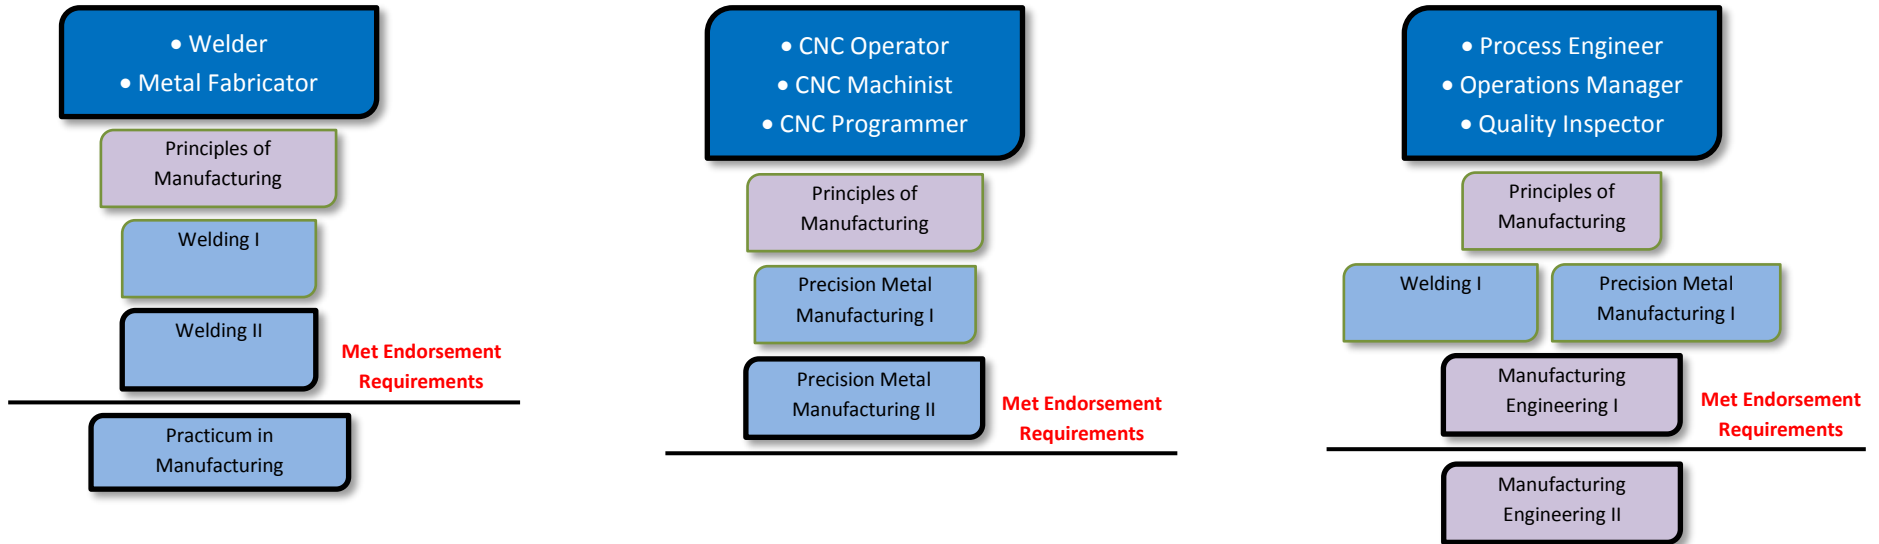 • Welder
• Metal Fabricator
Principles of
Manufacturing
Welding I
Welding II
Met Endorsement
Requirements
Practicum in
Manufacturing
• CNC Operator
• CNC Machinist
• CNC Programmer
Principles of
Manufacturing
Precision Metal
Manufacturing I
Precision Metal
Manufacturing II
Met Endorsement
Requirements
• Process Engineer
• Operations Manager
• Quality Inspector
Principles of
Manufacturing
Welding I
Precision Metal
Manufacturing I
Manufacturing
Engineering I
Met Endorsement
Requirements
Manufacturing
Engineering II